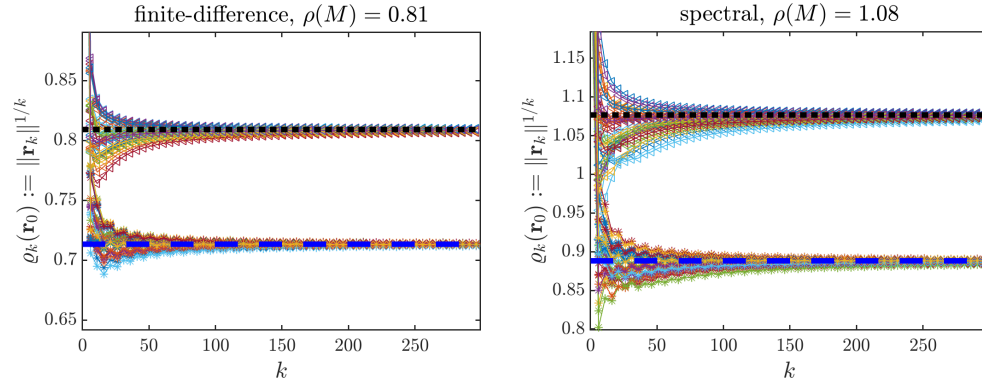 finite-difference, ρ(M) = 0.81
ϱ_k(r_0) := ||r_k||^{1/k}
0.85
0.8
0.75
0.7
0.65
0 50 100 150 200 250
k
spectral, ρ(M) = 1.08
ϱ_k(r_0) := ||r_k||^{1/k}
1.15
1.1
1.05
1
0.95
0.9
0.85
0.8
0 50 100 150 200 250
k